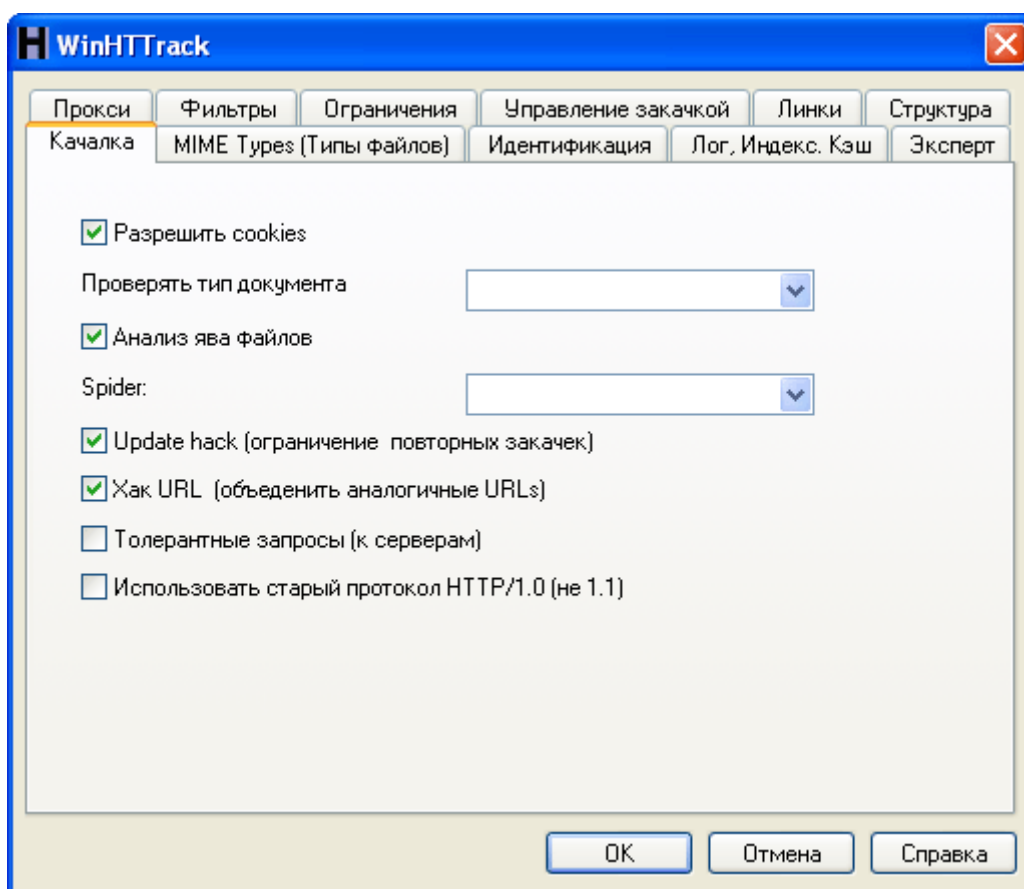 WinHTTrack
Прокси Фильтры Ограничения Управление закачкой Линки Структура
Качалка MIME Types (Типы файлов) Идентификация Лог, Индекс. Кэш Эксперт
Разрешить cookies
Проверять тип документа
Анализ ява файлов
Spider:
Update hack (ограничение повторных закачек)
Хак URL (объеденить аналогичные URLs)
Толерантные запросы (к серверам)
Использовать старый протокол HTTP/1.0 (не 1.1)
OK Отмена Справка